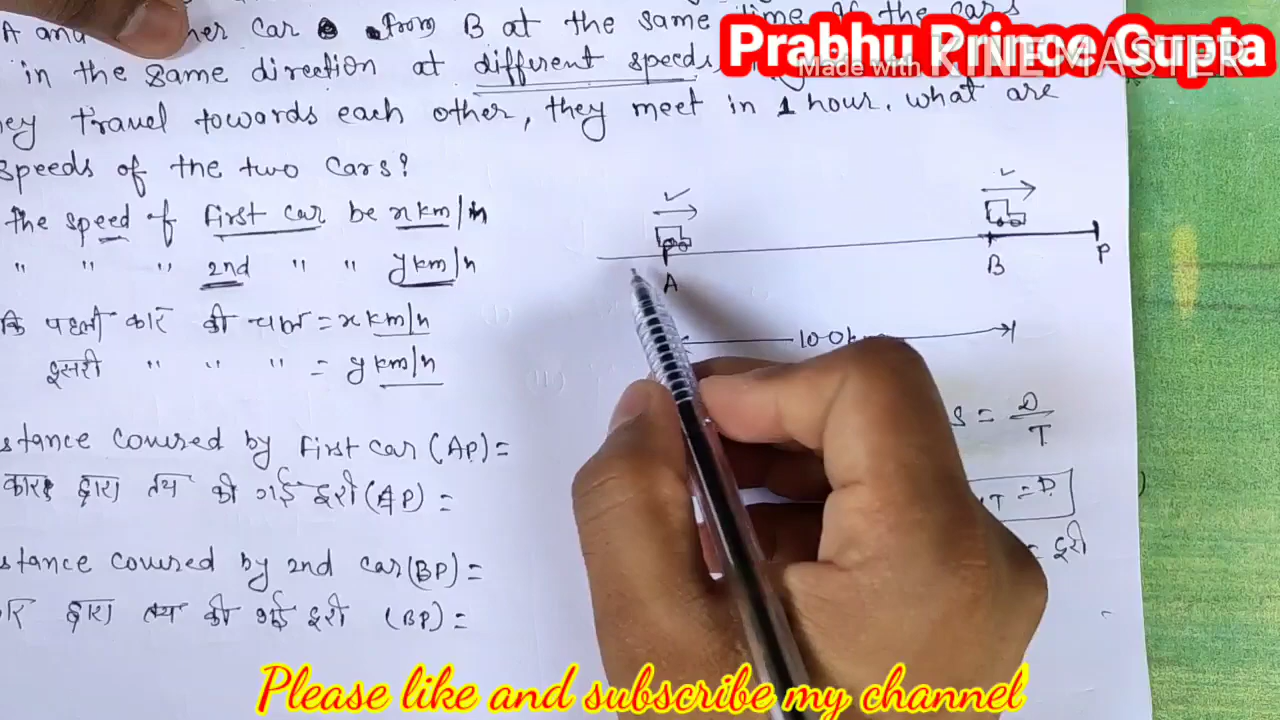 A and car from B at the same time If the cars
in the same direction at different speeds,
they travel towards each other, they meet in 1 hour. what are
speeds of the two cars?
the speed of first car be x km/h
" " " 2nd " " y km/h
कि पहली कार की चाल = x km/h
दूसरी " " " = y km/h
stance covered by first car (AP) =
कार द्वारा तय की गई दूरी (AP) =
stance covered by 2nd car (BP) =
कार द्वारा तय की गई दूरी (BP) =
A
B
P
100 k
S = D
T
T = D
= दूरी
Prabhu Prince Gupta
Made with KINEMASTER
Please like and subscribe my channel